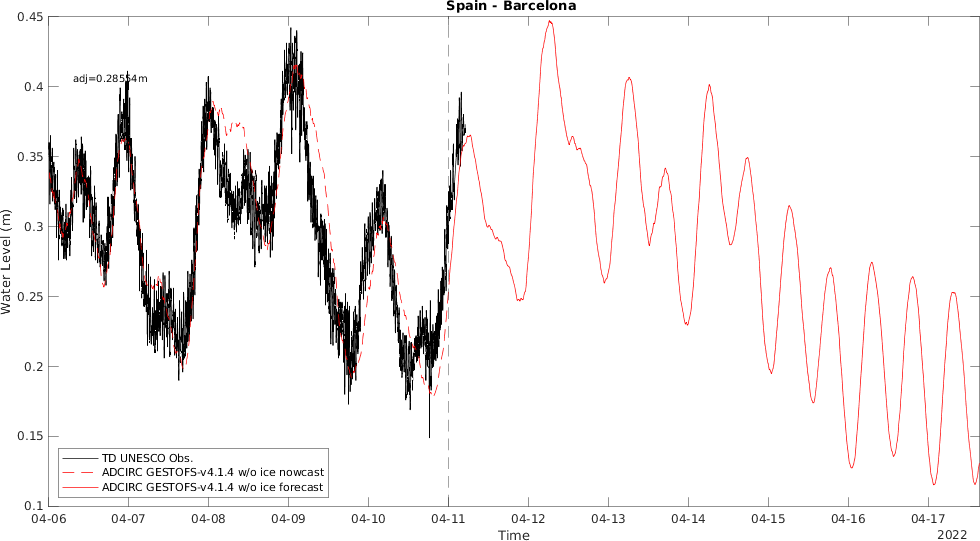 Spain - Barcelona
adj=0.28554m
Water Level (m)
0.45
0.4
0.35
0.3
0.25
0.2
0.15
0.1
TD UNESCO Obs.
ADCIRC GESTOFS-v4.1.4 w/o ice nowcast
ADCIRC GESTOFS-v4.1.4 w/o ice forecast
04-06 04-07 04-08 04-09 04-10 04-11 04-12 04-13 04-14 04-15 04-16 04-17
Time
2022